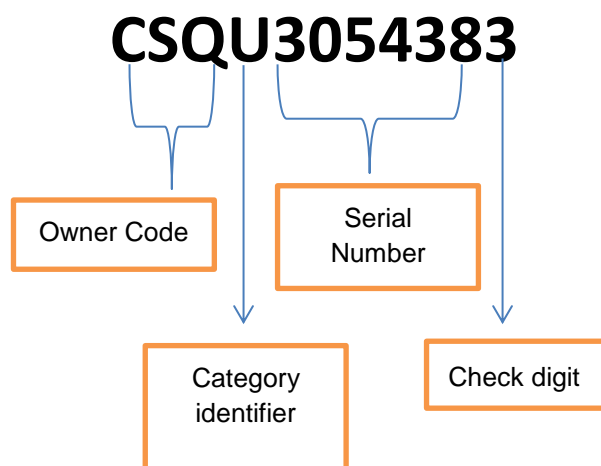 CSQU3054383
Owner Code
Serial
Number
Category
identifier
Check digit